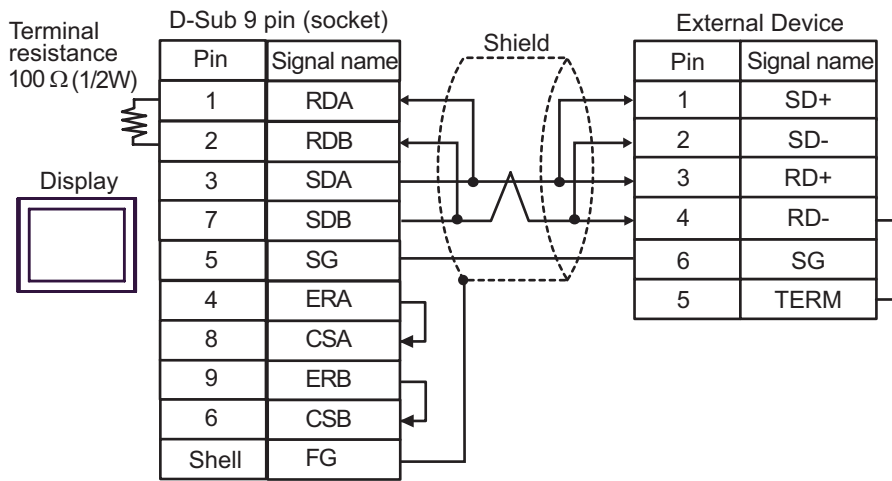 D-Sub 9 pin (socket)
External Device
Terminal
resistance
100 Ω (1/2W)
Shield
Display
Pin Signal name
1 RDA
2 RDB
3 SDA
7 SDB
5 SG
4 ERA
8 CSA
9 ERB
6 CSB
Shell FG
Pin Signal name
1 SD+
2 SD-
3 RD+
4 RD-
6 SG
5 TERM